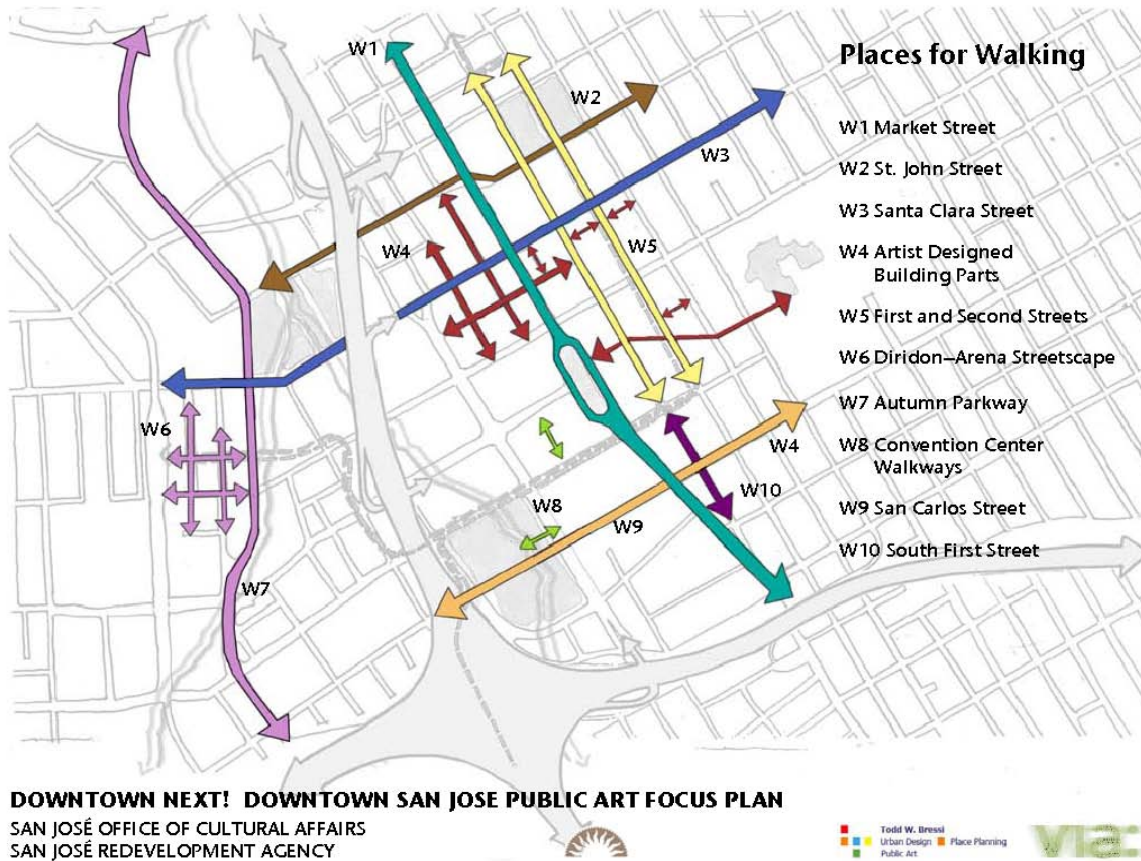 Places for Walking
W1 Market Street
W2 St. John Street
W3 Santa Clara Street
W4 Artist Designed
Building Parts
W5 First and Second Streets
W6 Diridon–Arena Streetscape
W7 Autumn Parkway
W8 Convention Center
Walkways
W9 San Carlos Street
W10 South First Street
W1
W2
W3
W4
W5
W6
W4
W10
W8
W9
W7
DOWNTOWN NEXT! DOWNTOWN SAN JOSE PUBLIC ART FOCUS PLAN
SAN JOSÉ OFFICE OF CULTURAL AFFAIRS
SAN JOSÉ REDEVELOPMENT AGENCY
Todd W. Bressi
Urban Design Place Planning
Public Art